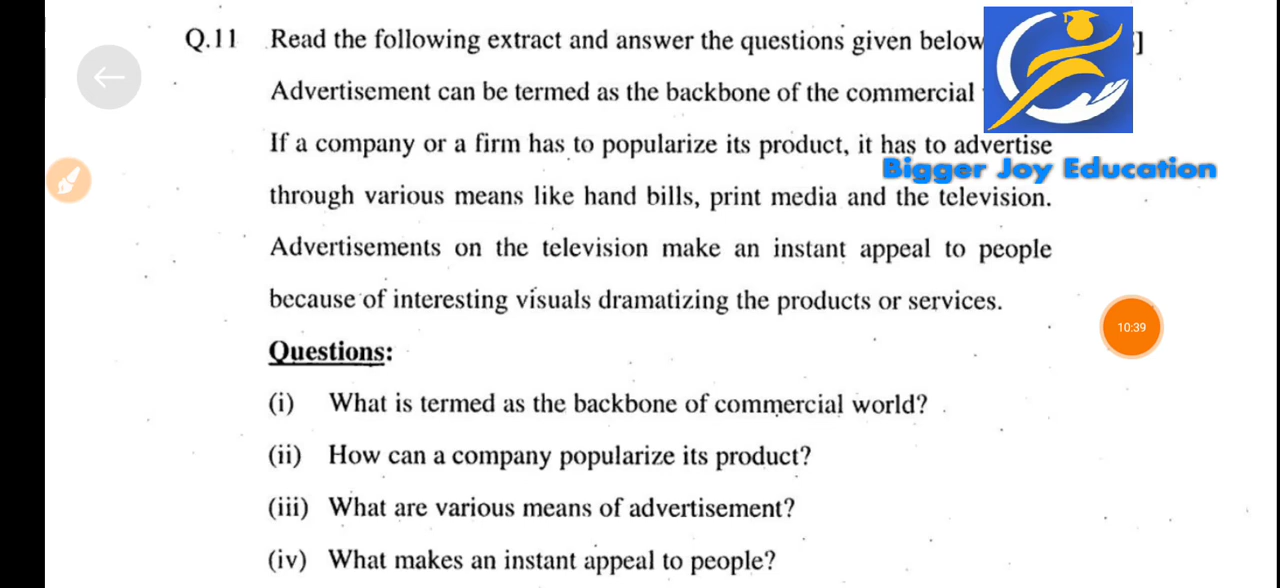 Q.11 Read the following extract and answer the questions given below ]
Advertisement can be termed as the backbone of the commercial
If a company or a firm has to popularize its product, it has to advertise
Bigger Joy Education
through various means like hand bills, print media and the television.
Advertisements on the television make an instant appeal to people
because of interesting visuals dramatizing the products or services.
10:39
Questions:
(i) What is termed as the backbone of commercial world?
(ii) How can a company popularize its product?
(iii) What are various means of advertisement?
(iv) What makes an instant appeal to people?